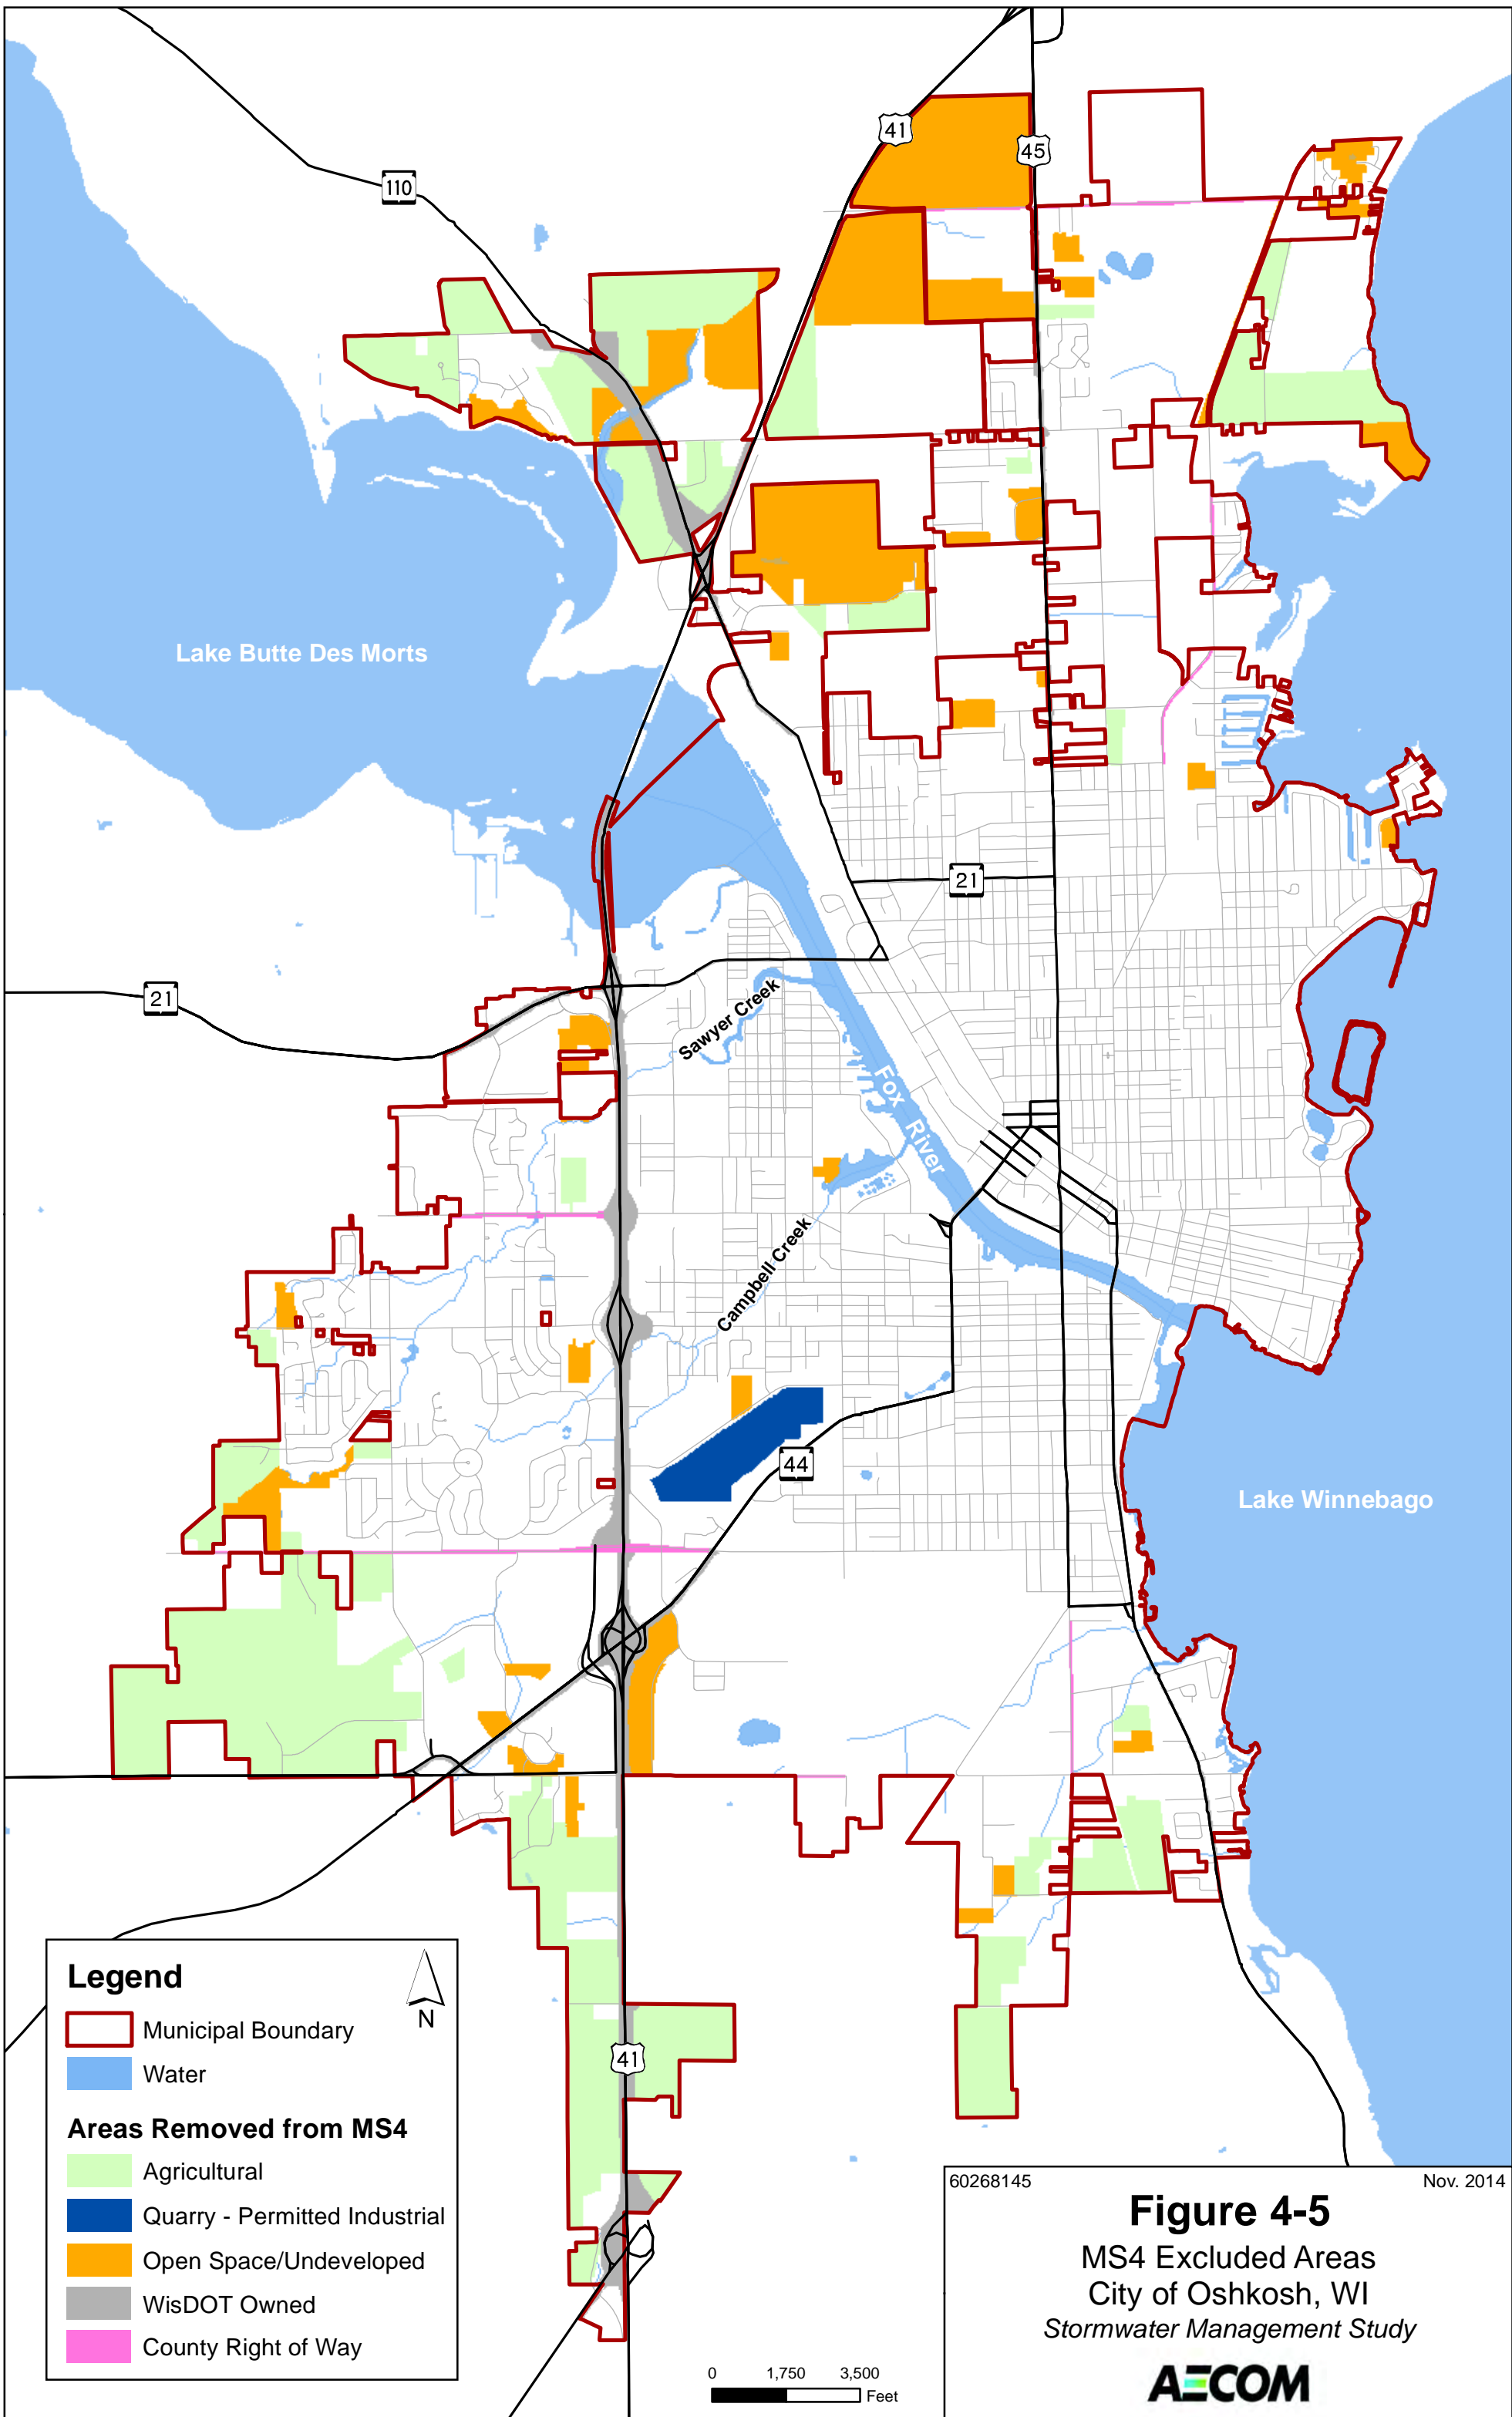 41
45
110
Lake Butte Des Morts
21
21
Sawyer Creek
Fox River
Campbell Creek
44
Lake Winnebago
41
Legend
N
Municipal Boundary
Water
Areas Removed from MS4
Agricultural
Quarry - Permitted Industrial
Open Space/Undeveloped
WisDOT Owned
County Right of Way
0 1,750 3,500
Feet
60268145 Nov. 2014
Figure 4-5
MS4 Excluded Areas
City of Oshkosh, WI
Stormwater Management Study
AECOM